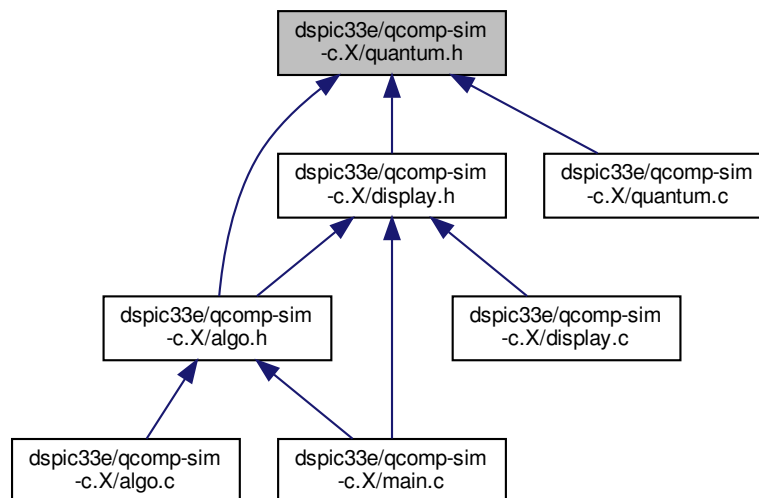 dspic33e/qcomp-sim
-c.X/quantum.h
dspic33e/qcomp-sim
-c.X/display.h
dspic33e/qcomp-sim
-c.X/quantum.c
dspic33e/qcomp-sim
-c.X/algo.h
dspic33e/qcomp-sim
-c.X/display.c
dspic33e/qcomp-sim
-c.X/algo.c
dspic33e/qcomp-sim
-c.X/main.c